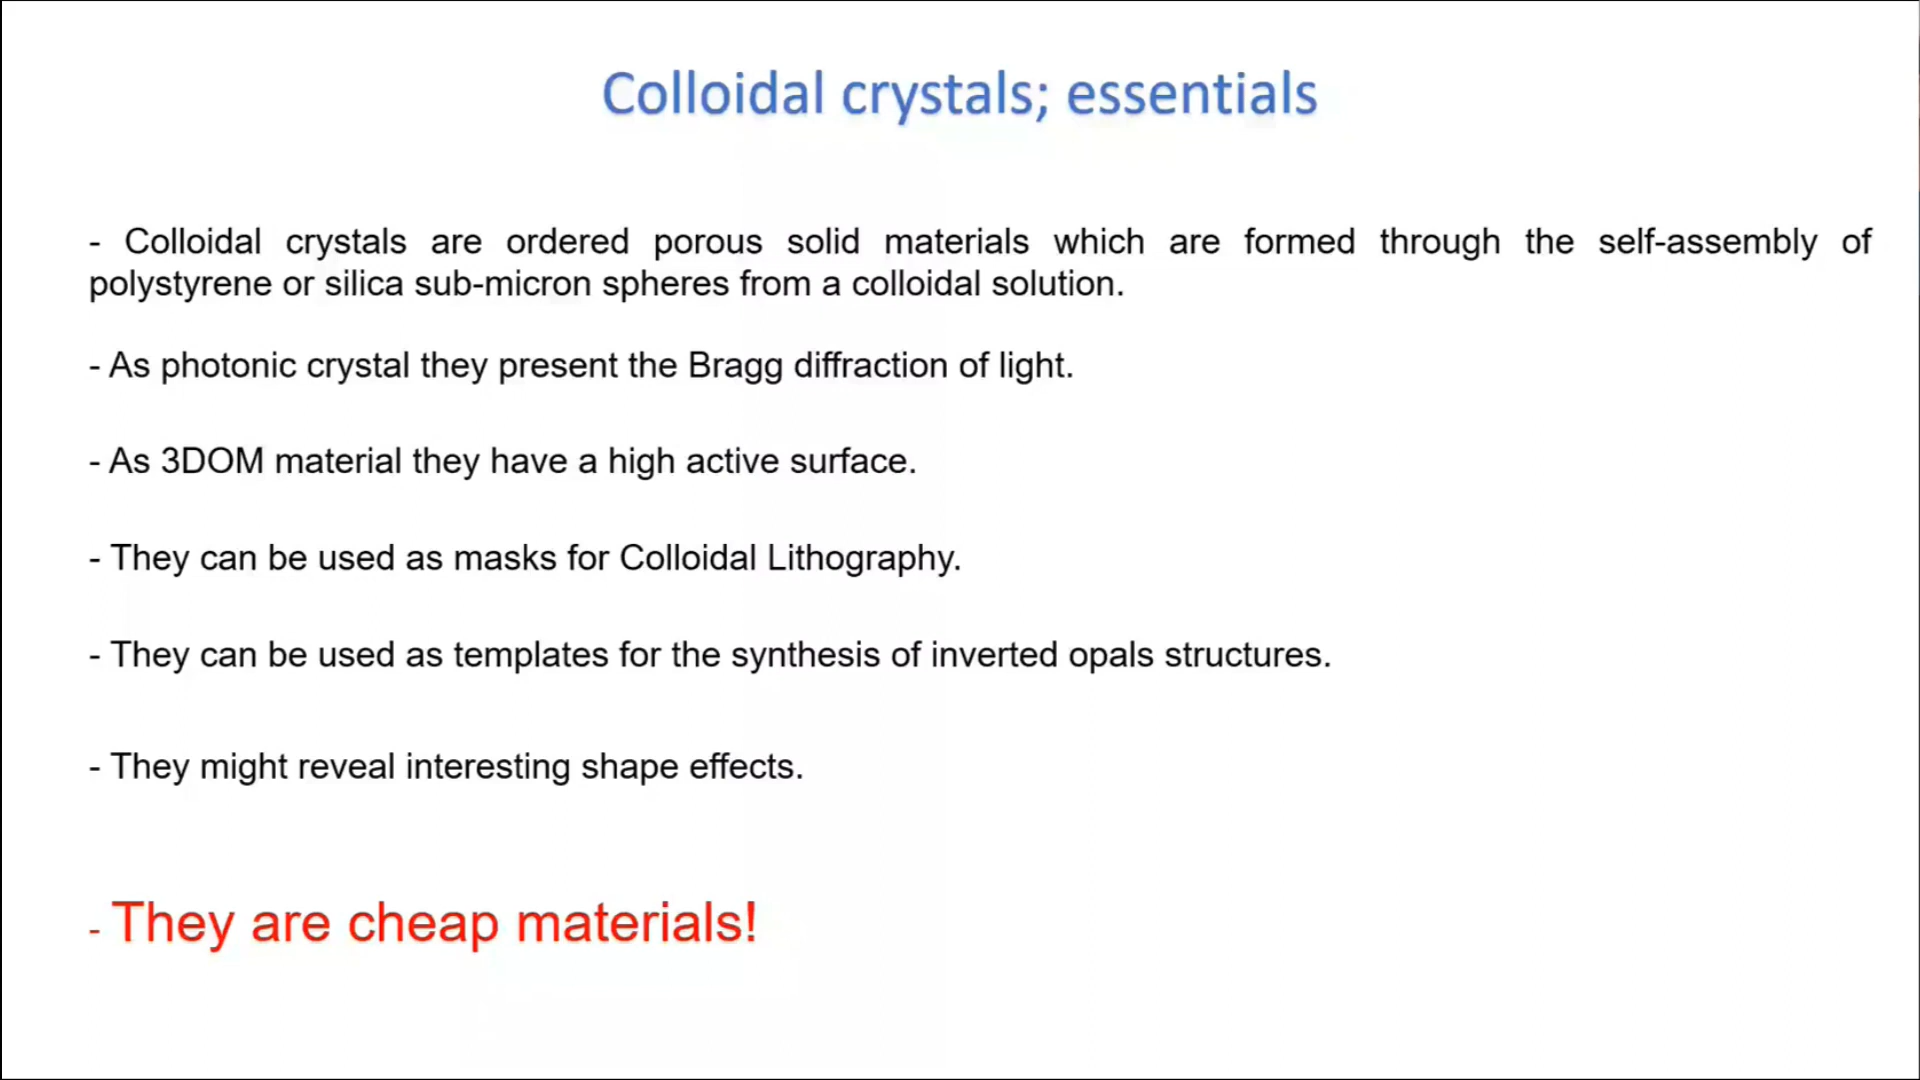 Colloidal crystals; essentials
- Colloidal crystals are ordered porous solid materials which are formed through the self-assembly of
polystyrene or silica sub-micron spheres from a colloidal solution.
- As photonic crystal they present the Bragg diffraction of light.
- As 3DOM material they have a high active surface.
- They can be used as masks for Colloidal Lithography.
- They can be used as templates for the synthesis of inverted opals structures.
- They might reveal interesting shape effects.
- They are cheap materials!